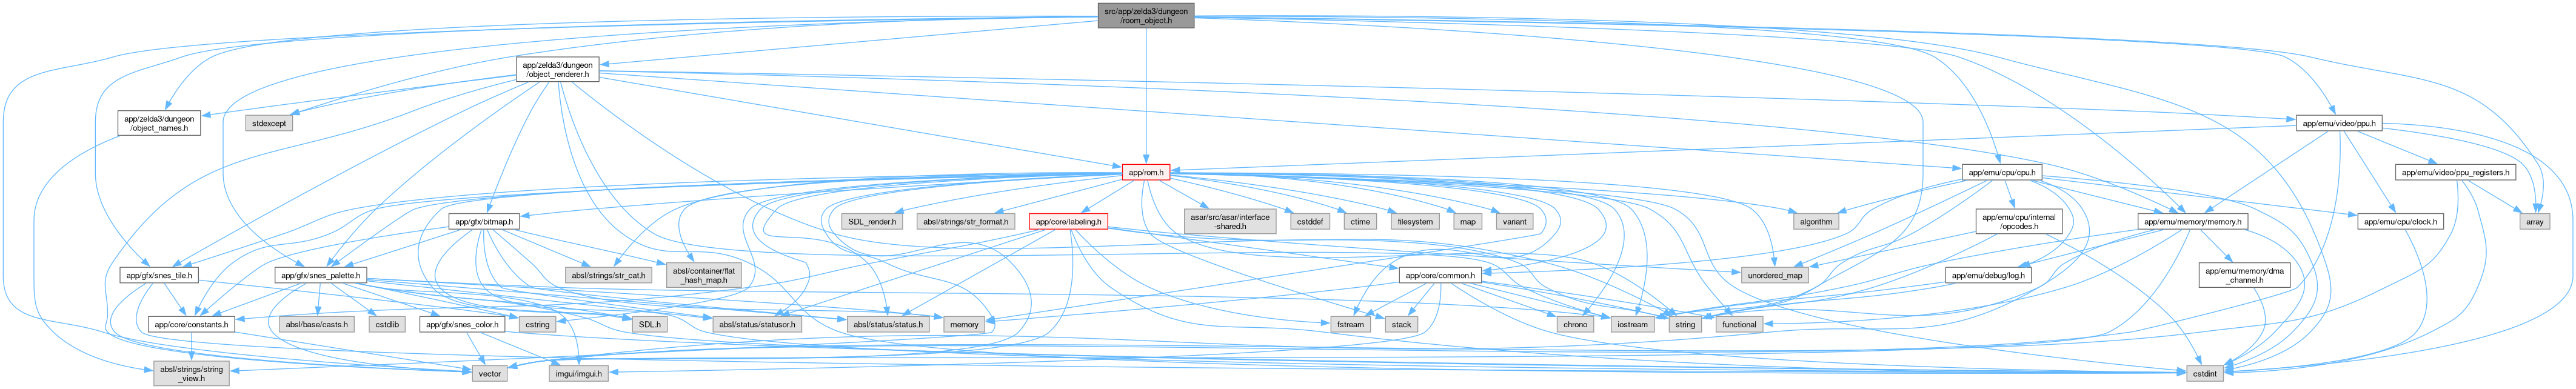 src/app/zelda3/dungeon
/room_object.h
app/zelda3/dungeon
/object_renderer.h
app/zelda3/dungeon
/object_names.h
stdexcept
app/emu/video/ppu.h
app/rom.h
app/emu/cpu/cpu.h
app/emu/video/ppu_registers.h
app/gfx/bitmap.h
SDL_render.h
absl/strings/str_format.h
app/core/labeling.h
asar/src/asar/interface
-shared.h
cstddef
ctime
filesystem
map
variant
algorithm
app/emu/cpu/internal
/opcodes.h
app/emu/memory/memory.h
app/emu/cpu/clock.h
array
app/gfx/snes_tile.h
app/gfx/snes_palette.h
absl/strings/str_cat.h
absl/container/flat
_hash_map.h
app/core/common.h
unordered_map
app/emu/debug/log.h
app/emu/memory/dma
_channel.h
app/core/constants.h
absl/base/casts.h
cstdlib
app/gfx/snes_color.h
cstring
SDL.h
absl/status/statusor.h
absl/status/status.h
memory
fstream
stack
chrono
iostream
string
functional
absl/strings/string
_view.h
vector
imgui/imgui.h
cstdint